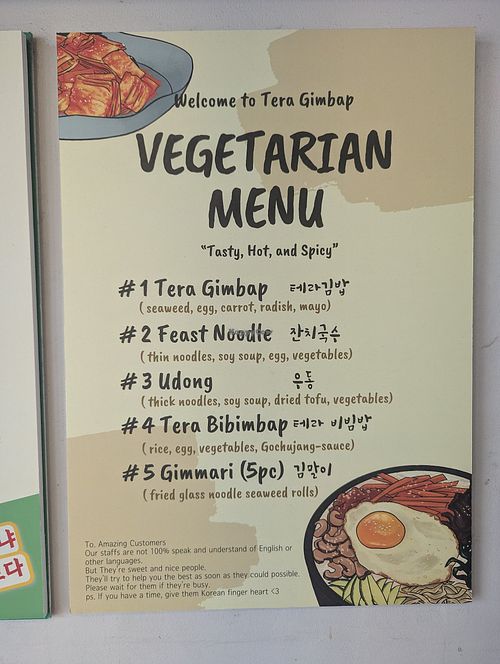 Welcome to Tera Gimbap
VEGETARIAN
MENU
"Tasty, Hot, and Spicy"
#1 Tera Gimbap 테라김밥
(seaweed, egg, carrot, radish, mayo)
#2 Feast Noodle 잔치국수
(thin noodles, soy soup, egg, vegetables)
#3 Udong 우동
(thick noodles, soy soup, dried tofu, vegetables)
#4 Tera Bibimbap 테라 비빔밥
(rice, egg, vegetables, Gochujang-sauce)
#5 Gimmari (5pc) 김말이
(fried glass noodle seaweed rolls)
To. Amazing Customers
Our staffs are not 100% speak and understand of English or
other languages.
But They're sweet and nice people.
They'll try to help you the best as soon as they could possible.
Please wait for them if they're busy.
ps. If you have a time, give them Korean finger heart <3